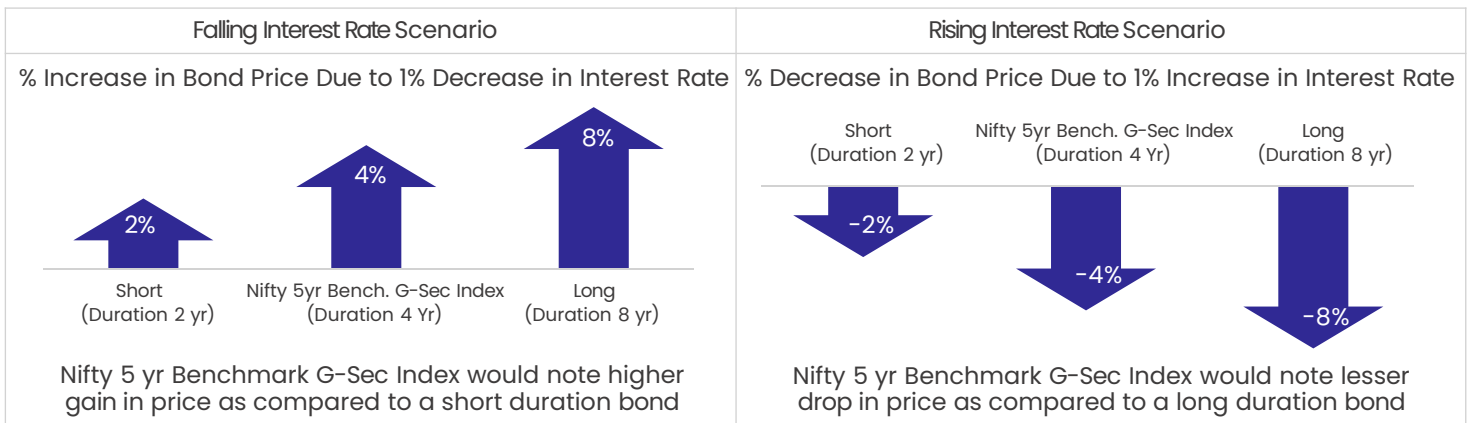 Falling Interest Rate Scenario
% Increase in Bond Price Due to 1% Decrease in Interest Rate
2%
4%
8%
Short
(Duration 2 yr)
Nifty 5yr Bench. G-Sec Index
(Duration 4 Yr)
Long
(Duration 8 yr)
Nifty 5 yr Benchmark G-Sec Index would note higher
gain in price as compared to a short duration bond
Rising Interest Rate Scenario
% Decrease in Bond Price Due to 1% Increase in Interest Rate
Short
(Duration 2 yr)
Nifty 5yr Bench. G-Sec Index
(Duration 4 Yr)
Long
(Duration 8 yr)
-2%
-4%
-8%
Nifty 5 yr Benchmark G-Sec Index would note lesser
drop in price as compared to a long duration bond